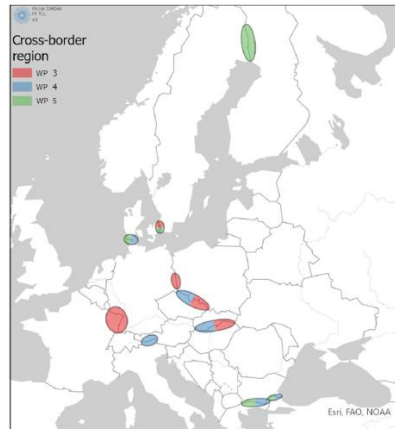 Cross-border
region
WP 3
WP 4
WP 5
Esri, FAO, NOAA